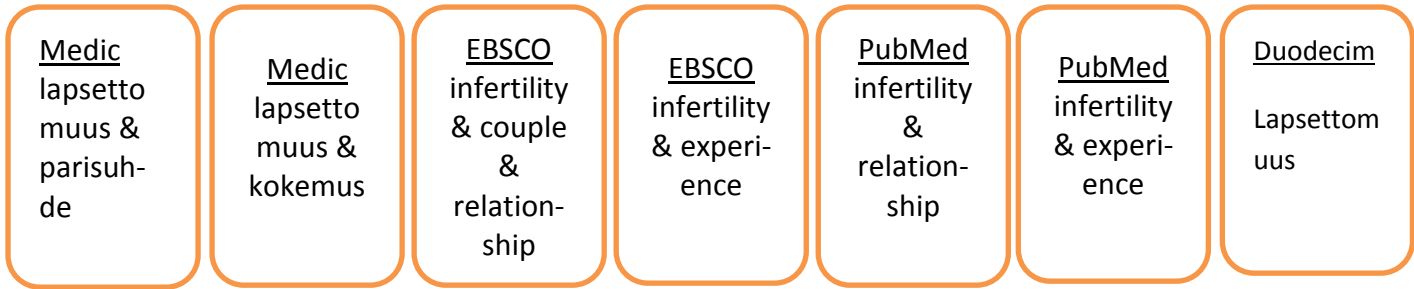 Medic
lapsetto
muus &
parisuh-
de
Medic
lapsetto
muus &
kokemus
EBSCO
infertility
& couple
&
relation-
ship
EBSCO
infertility
& experi-
ence
PubMed
infertility
&
relation-
ship
PubMed
infertility
& experi-
ence
Duodecim
Lapsettom
uus